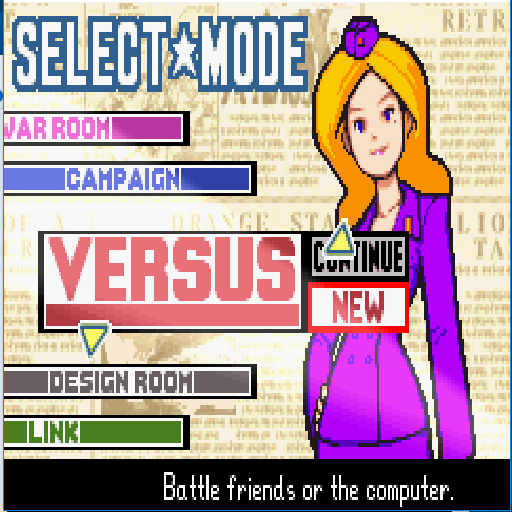 SELECT★MODE
RETR
WAR ROOM
CAMPAIGN
ORANGE STA
LIO
TA
VERSUS
CONTINUE
NEW
DESIGN ROOM
LINK
Battle friends or the computer.